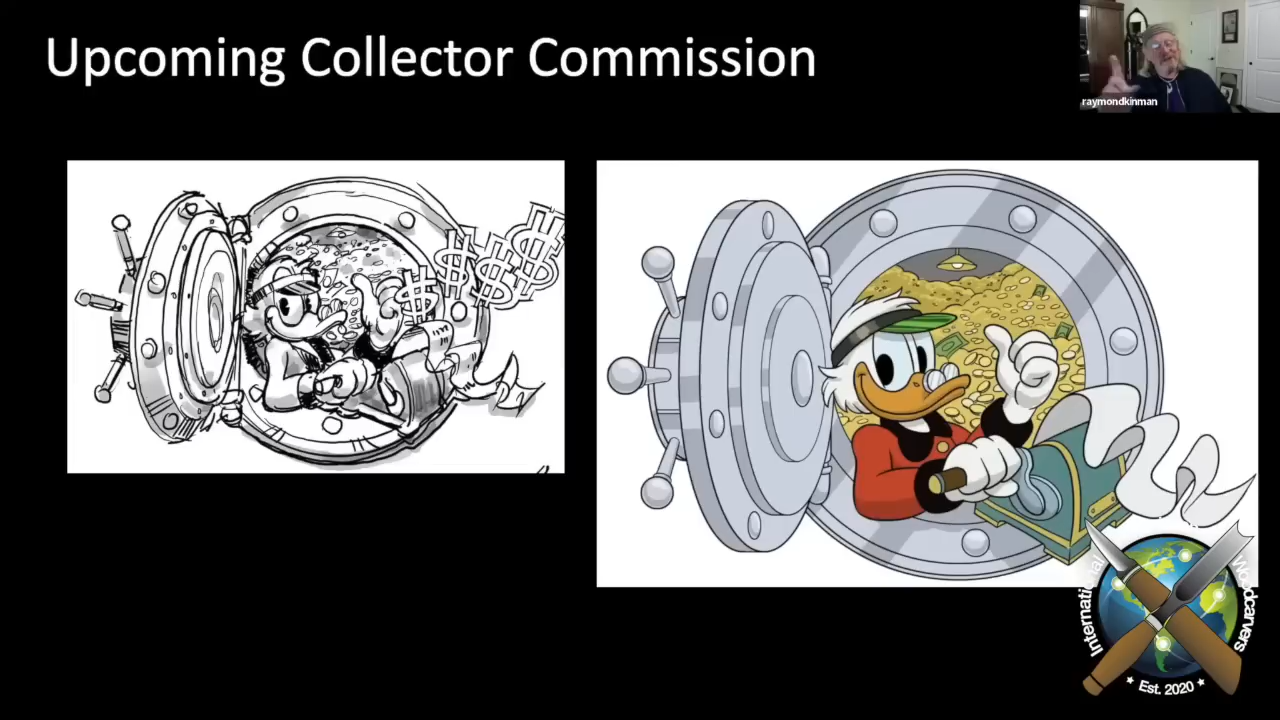 Upcoming Collector Commission
raymondkinman
$ $ $ $
International
Woodcarvers
★ Est. 2020 ★